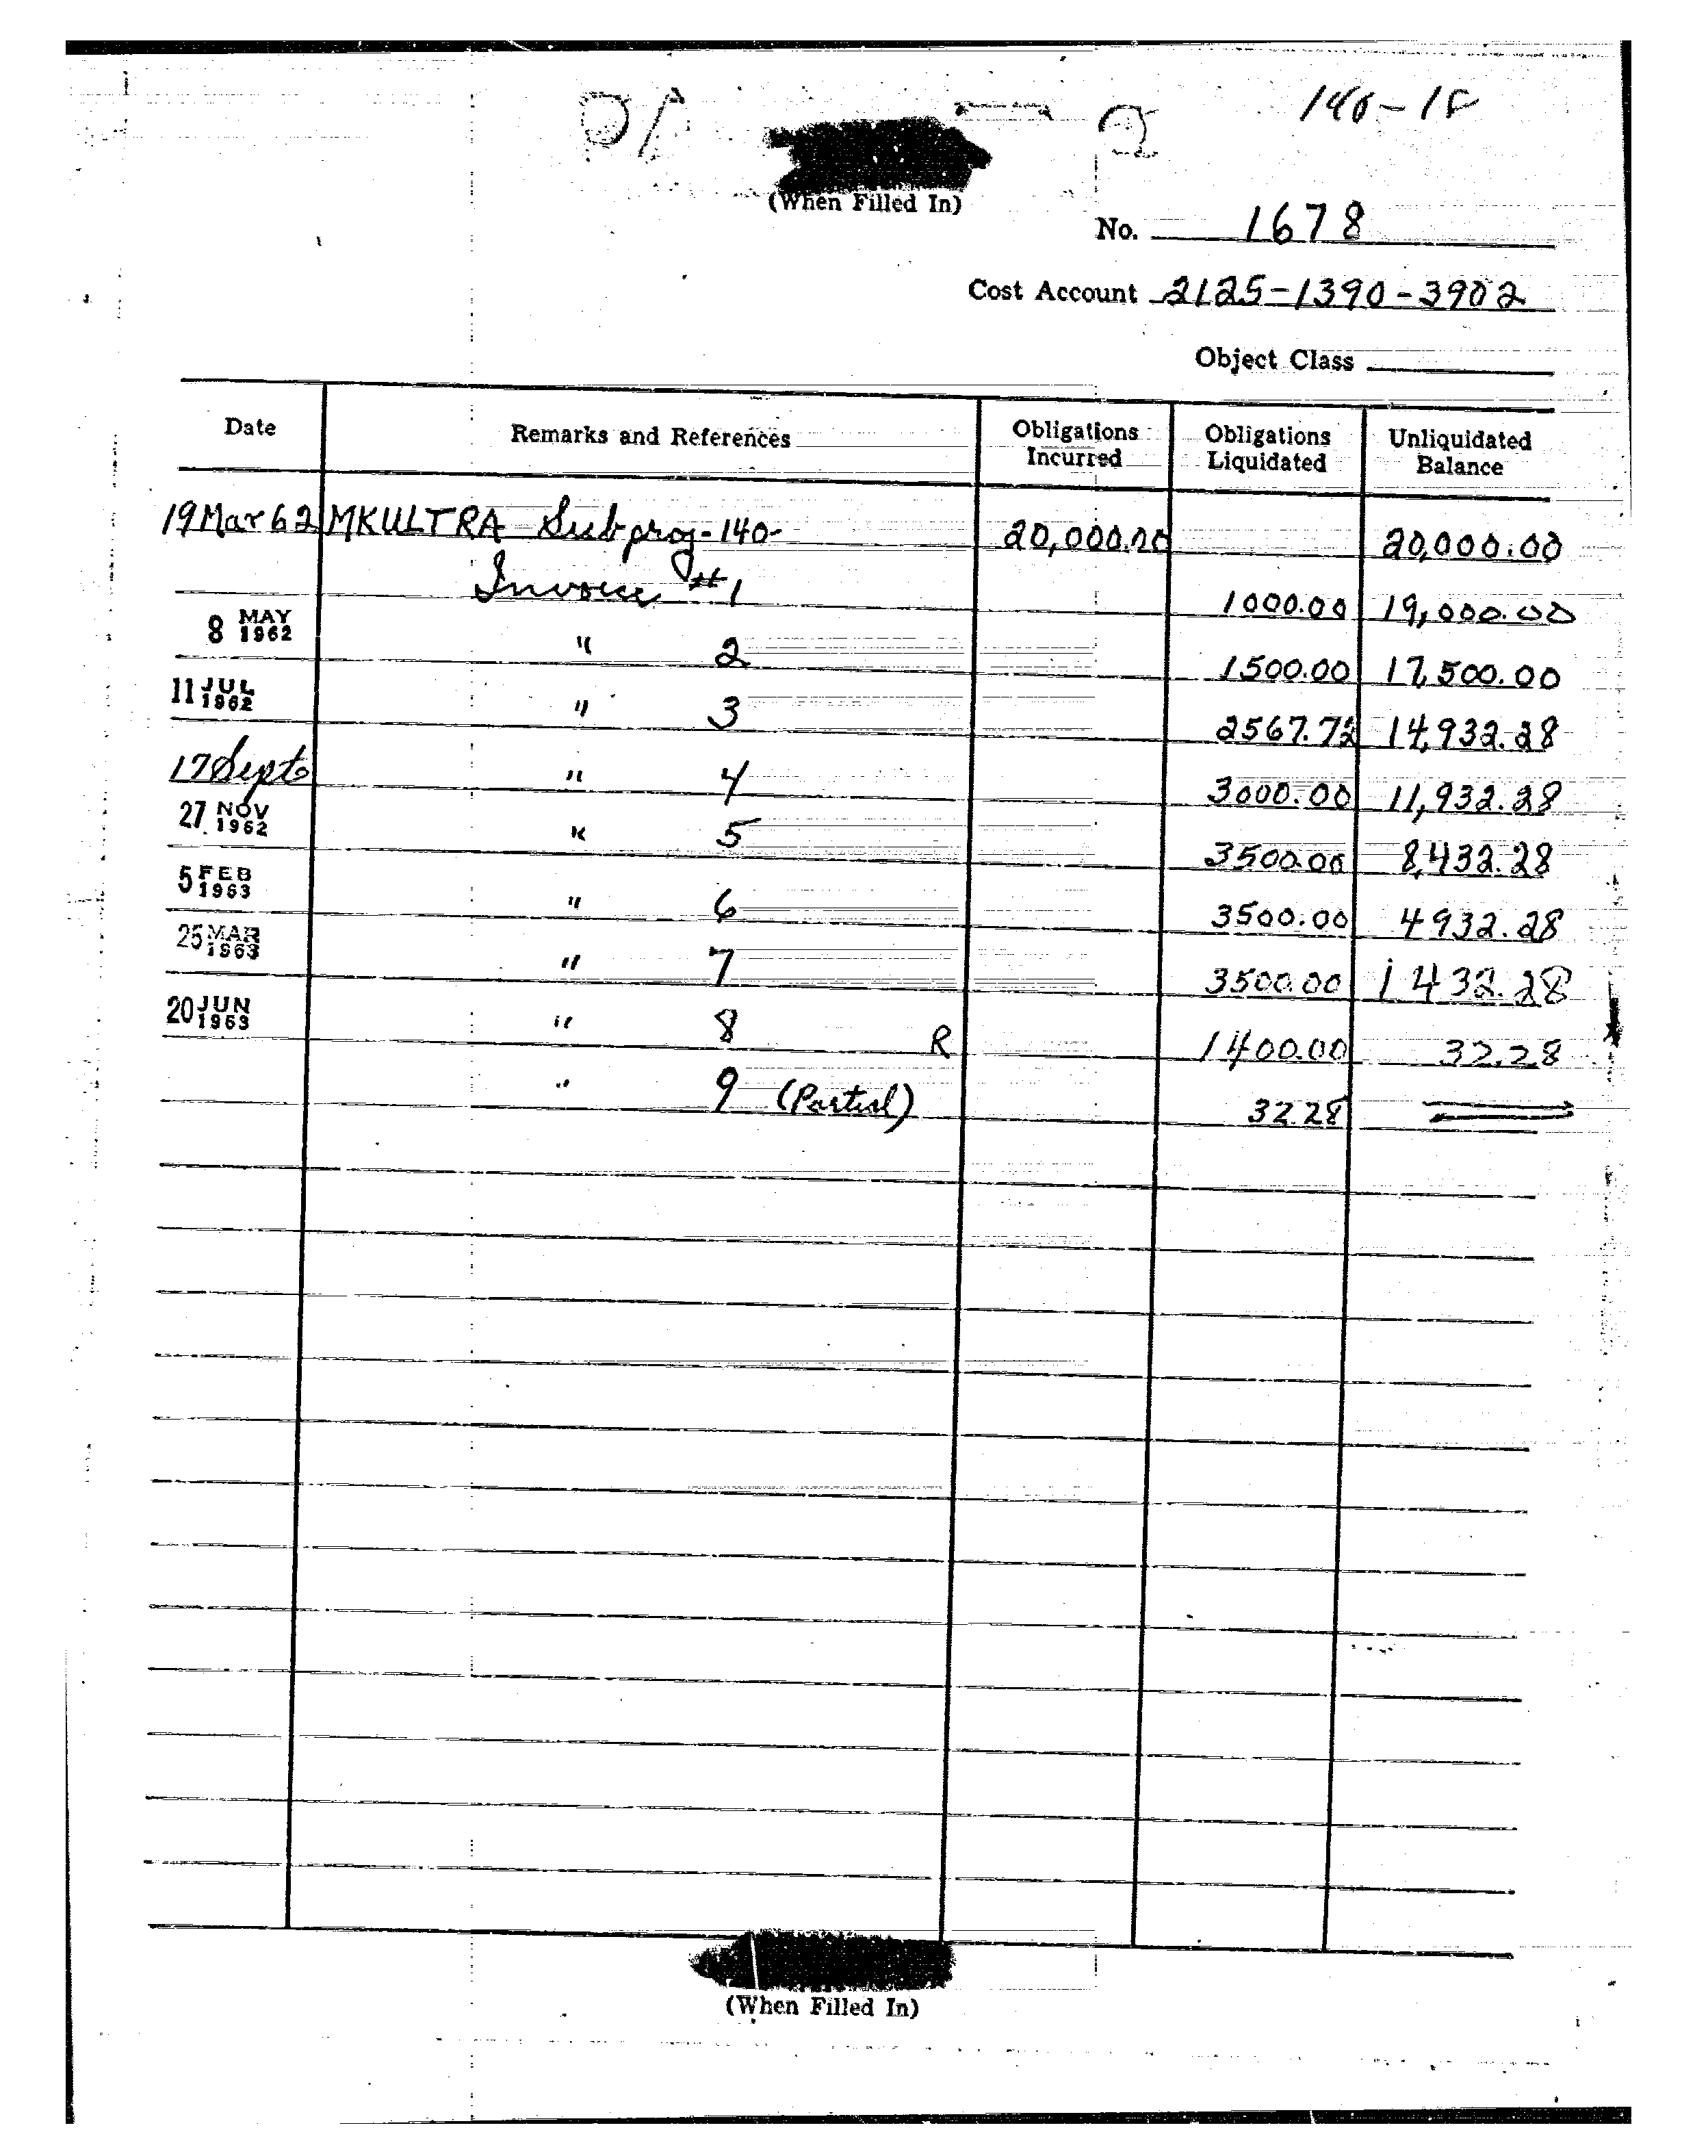 (When Filled In)
No. 1678
Cost Account 2125-1390-3902
Object Class
Date Remarks and References Obligations Incurred Obligations Liquidated Unliquidated Balance
19 Mar 62 MKULTRA Subproj-140- 20,000.00 20,000.00
Invoice #1 1000.00 19,000.00
8 MAY 1962 " 2 1500.00 17,500.00
11 JUL 1962 " 3 2567.72 14,932.28
17 Sept " 4 3000.00 11,932.28
27 NOV 1962 " 5 3500.00 8,432.28
5 FEB 1963 " 6 3500.00 4932.28
25 MAR 1963 " 7 3500.00 1432.28
20 JUN 1963 " 8 R 1400.00 32.28
" 9 (Partial) 32.28
(When Filled In)